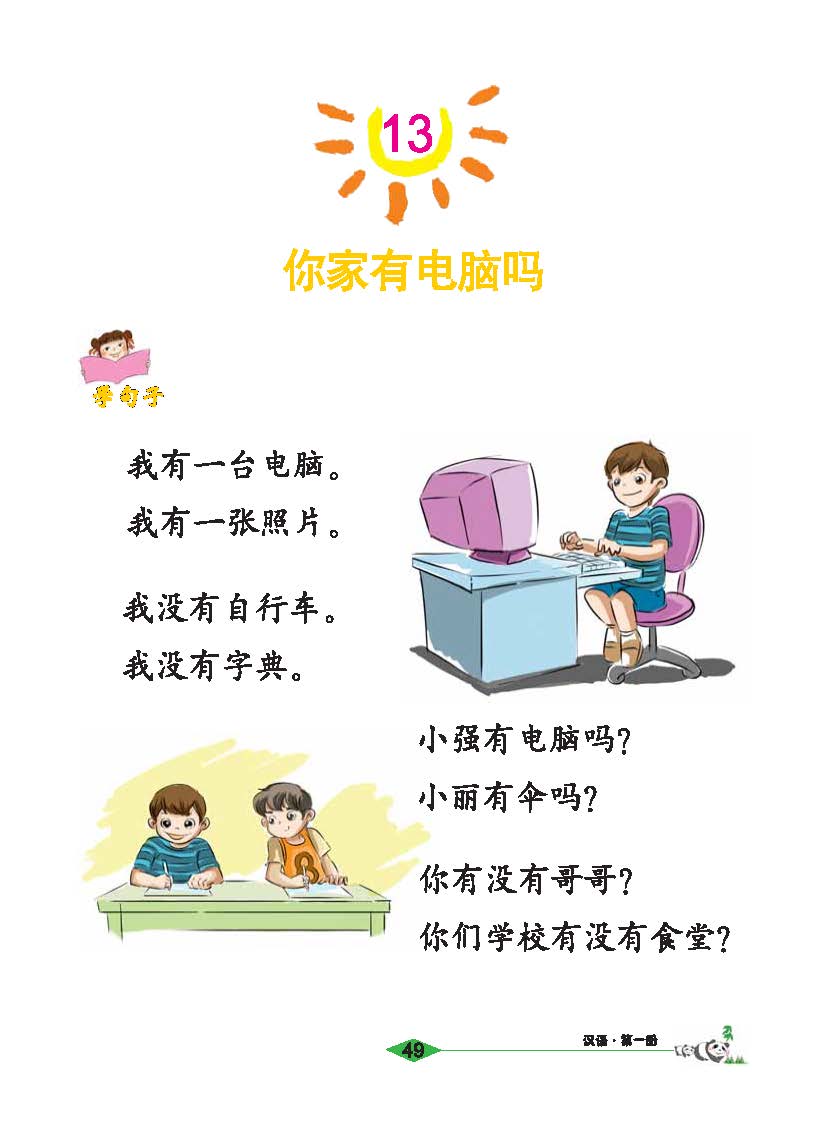 13
你家有电脑吗
学句子
我有一台电脑。
我有一张照片。
我没有自行车。
我没有字典。
小强有电脑吗?
小丽有伞吗?
你有没有哥哥?
你们学校有没有食堂?
49
汉语·第一册